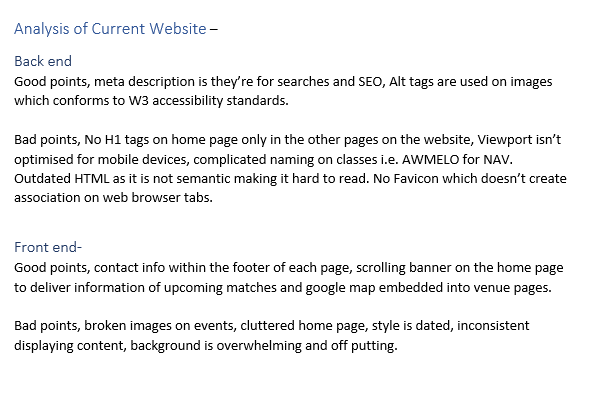 Analysis of Current Website –
Back end
Good points, meta description is they're for searches and SEO, Alt tags are used on images
which conforms to W3 accessibility standards.
Bad points, No H1 tags on home page only in the other pages on the website, Viewport isn't
optimised for mobile devices, complicated naming on classes i.e. AWMELO for NAV.
Outdated HTML as it is not semantic making it hard to read. No Favicon which doesn't create
association on web browser tabs.
Front end-
Good points, contact info within the footer of each page, scrolling banner on the home page
to deliver information of upcoming matches and google map embedded into venue pages.
Bad points, broken images on events, cluttered home page, style is dated, inconsistent
displaying content, background is overwhelming and off putting.